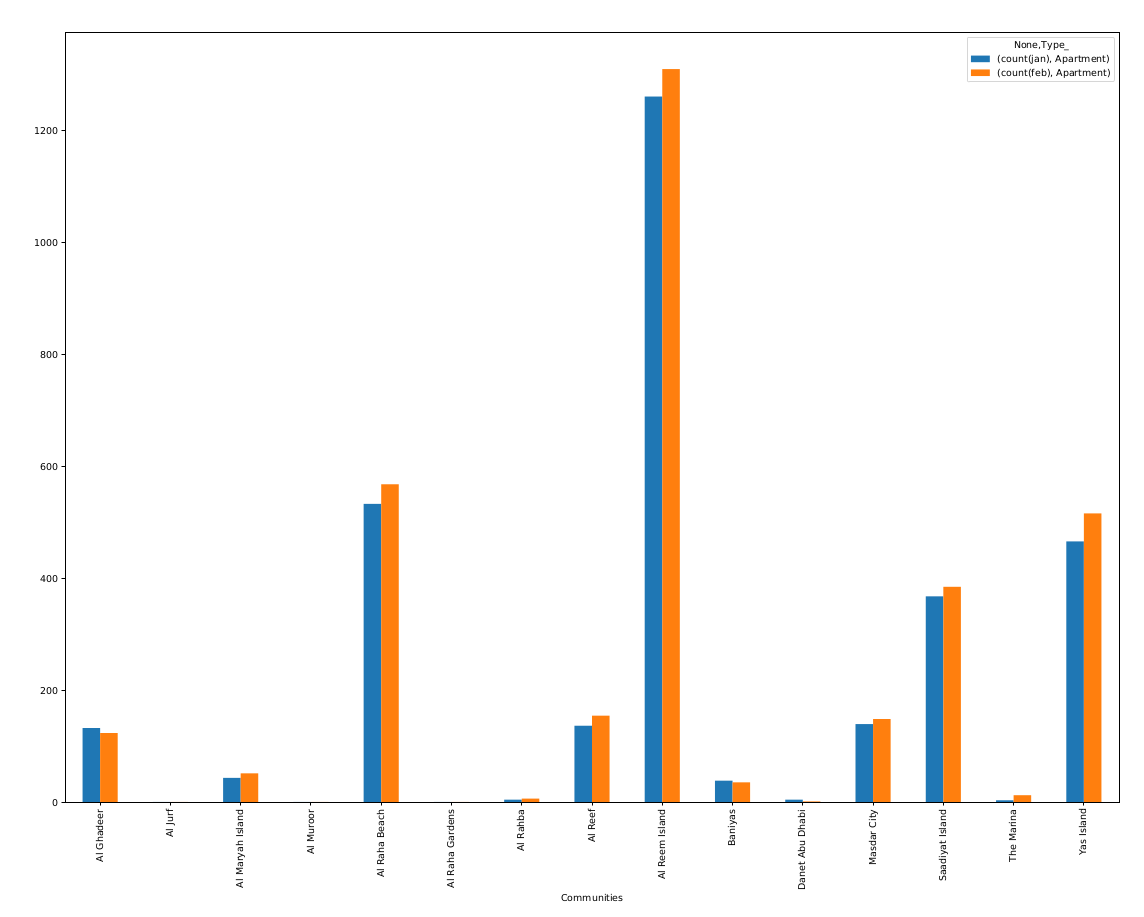 None,Type_
(count(jan), Apartment)
(count(feb), Apartment)
1200
1000
800
600
400
200
0
Al Ghadeer
Al Jurf
Al Maryah Island
Al Muroor
Al Raha Beach
Al Raha Gardens
Al Rahba
Al Reef
Al Reem Island
Baniyas
Danet Abu Dhabi
Masdar City
Saadiyat Island
The Marina
Yas Island
Communities